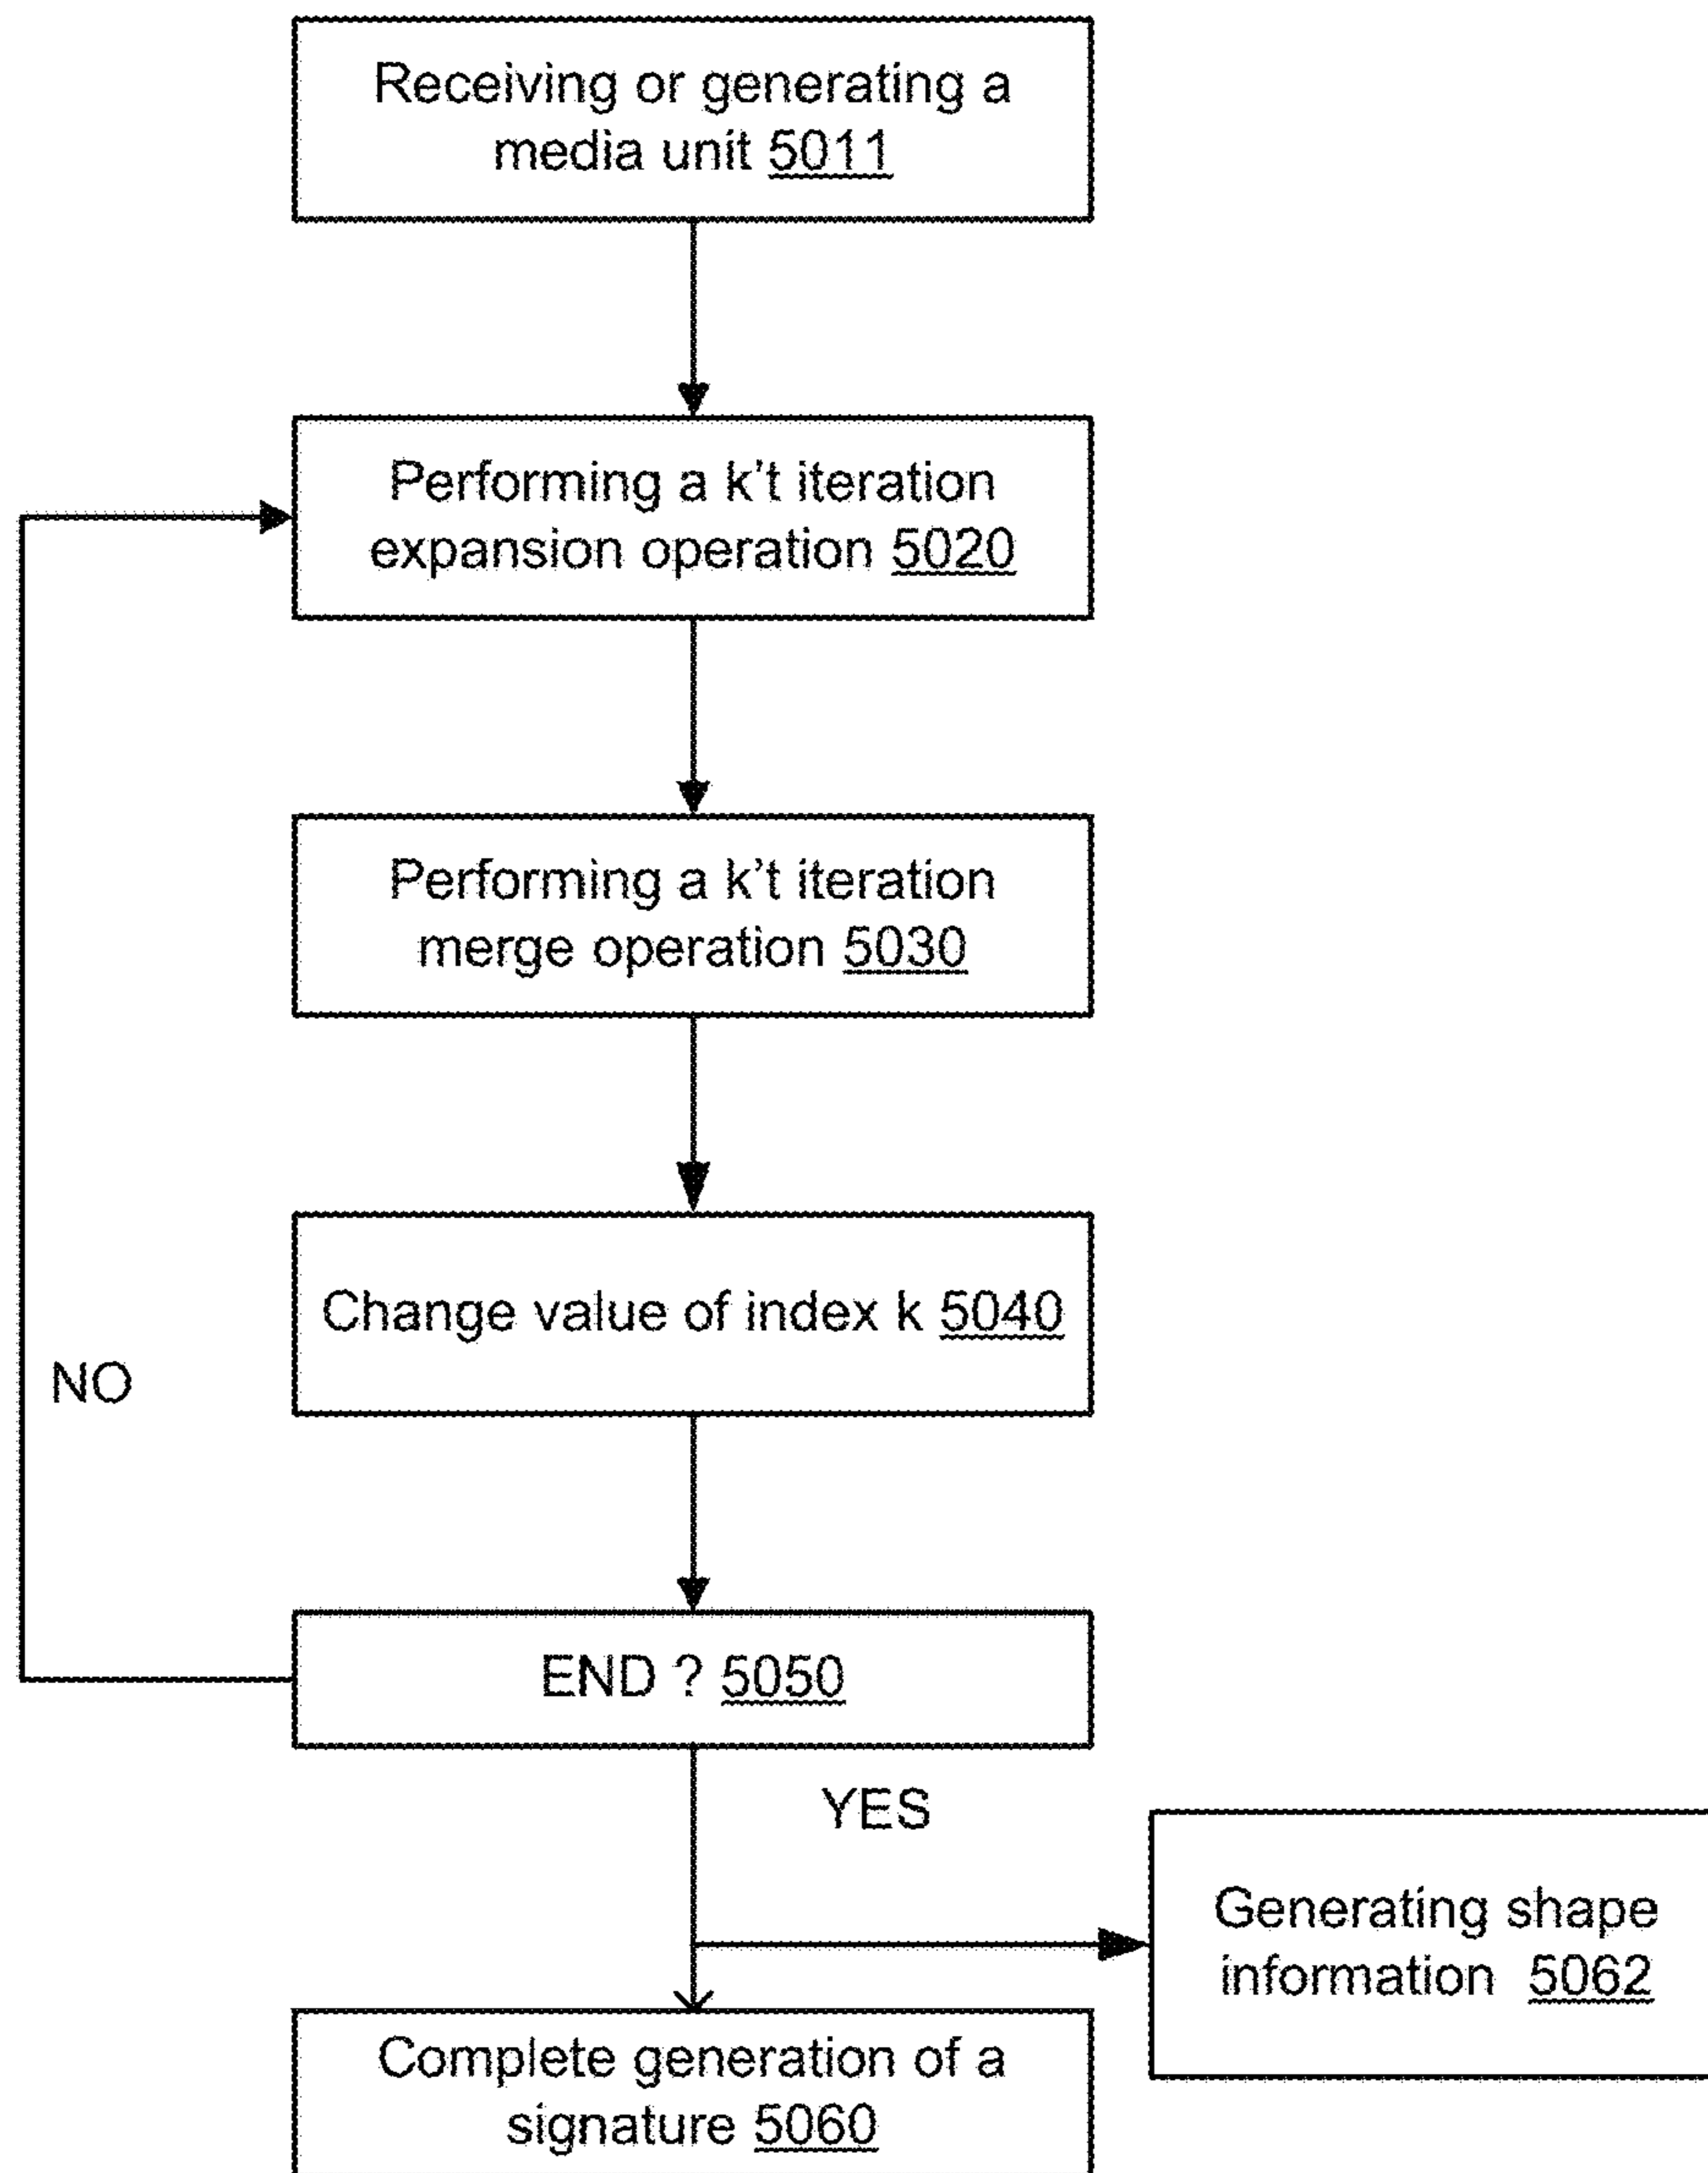 Receiving or generating a
media unit 5011
Performing a k't iteration
expansion operation 5020
Performing a k't iteration
merge operation 5030
Change value of index k 5040
NO
END ? 5050
YES
Generating shape
information 5062
Complete generation of a
signature 5060